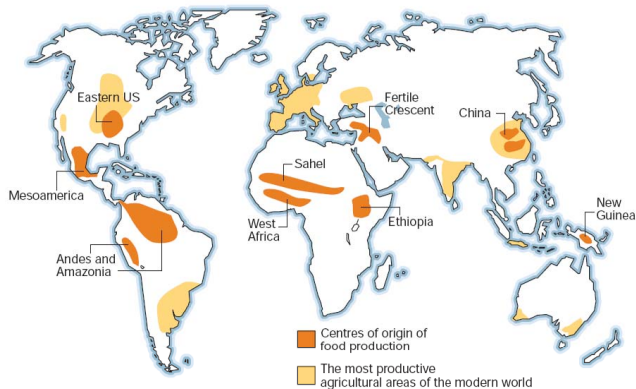 Eastern US
Fertile
Crescent
China
Sahel
Mesoamerica
New
Guinea
West
Africa
Ethiopia
Andes and
Amazonia
Centres of origin of
food production
The most productive
agricultural areas of the modern world